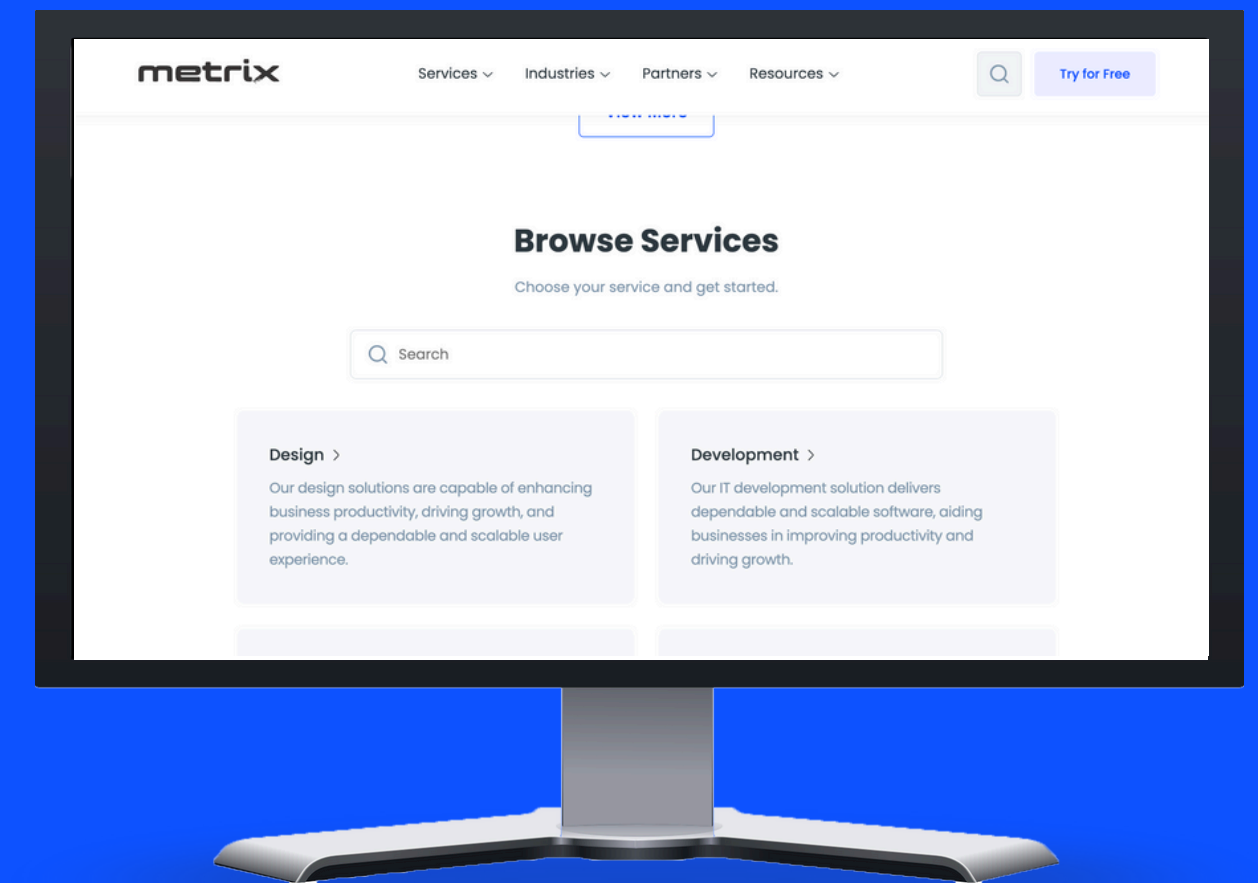 metrix
Services
Industries
Partners
Resources
Try for Free
View More
Browse Services
Choose your service and get started.
Search
Design
Our design solutions are capable of enhancing
business productivity, driving growth, and
providing a dependable and scalable user
experience.
Development
Our IT development solution delivers
dependable and scalable software, aiding
businesses in improving productivity and
driving growth.